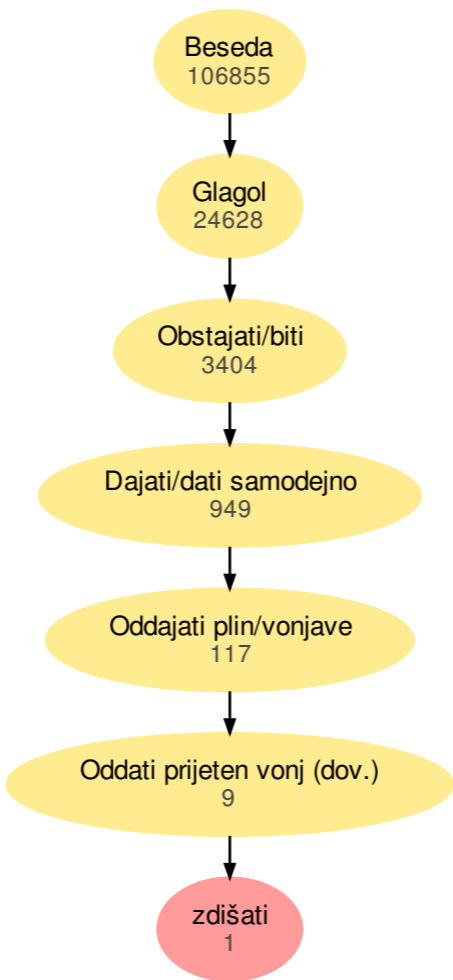 Beseda
106855
Glagol
24628
Obstajati/biti
3404
Dajati/dati samodejno
949
Oddajati plin/vonjave
117
Oddati prijeten vonj (dov.)
9
zdišati
1